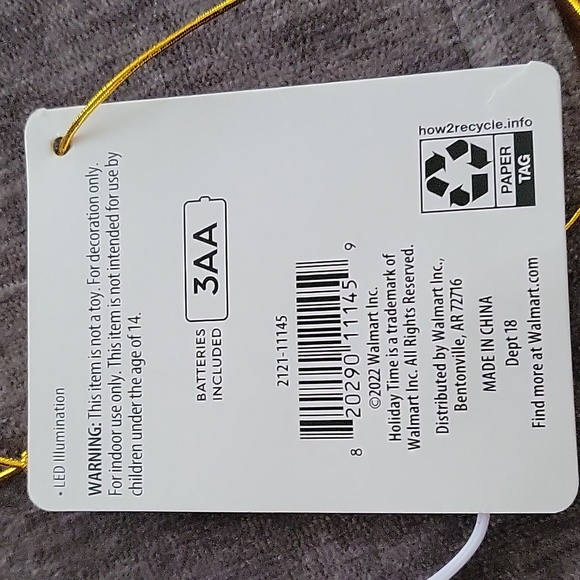 • LED Illumination
WARNING: This item is not a toy. For decoration only.
For indoor use only. This item is not intended for use by
children under the age of 14.
BATTERIES
INCLUDED
3AA
2121-11145
8 20290 11145 9
©2022 Walmart Inc.
Holiday Time is a trademark of
Walmart Inc. All Rights Reserved.
Distributed by Walmart Inc.,
Bentonville, AR 72716
MADE IN CHINA
Dept 18
Find more at Walmart.com
how2recycle.info
PAPER
TAG